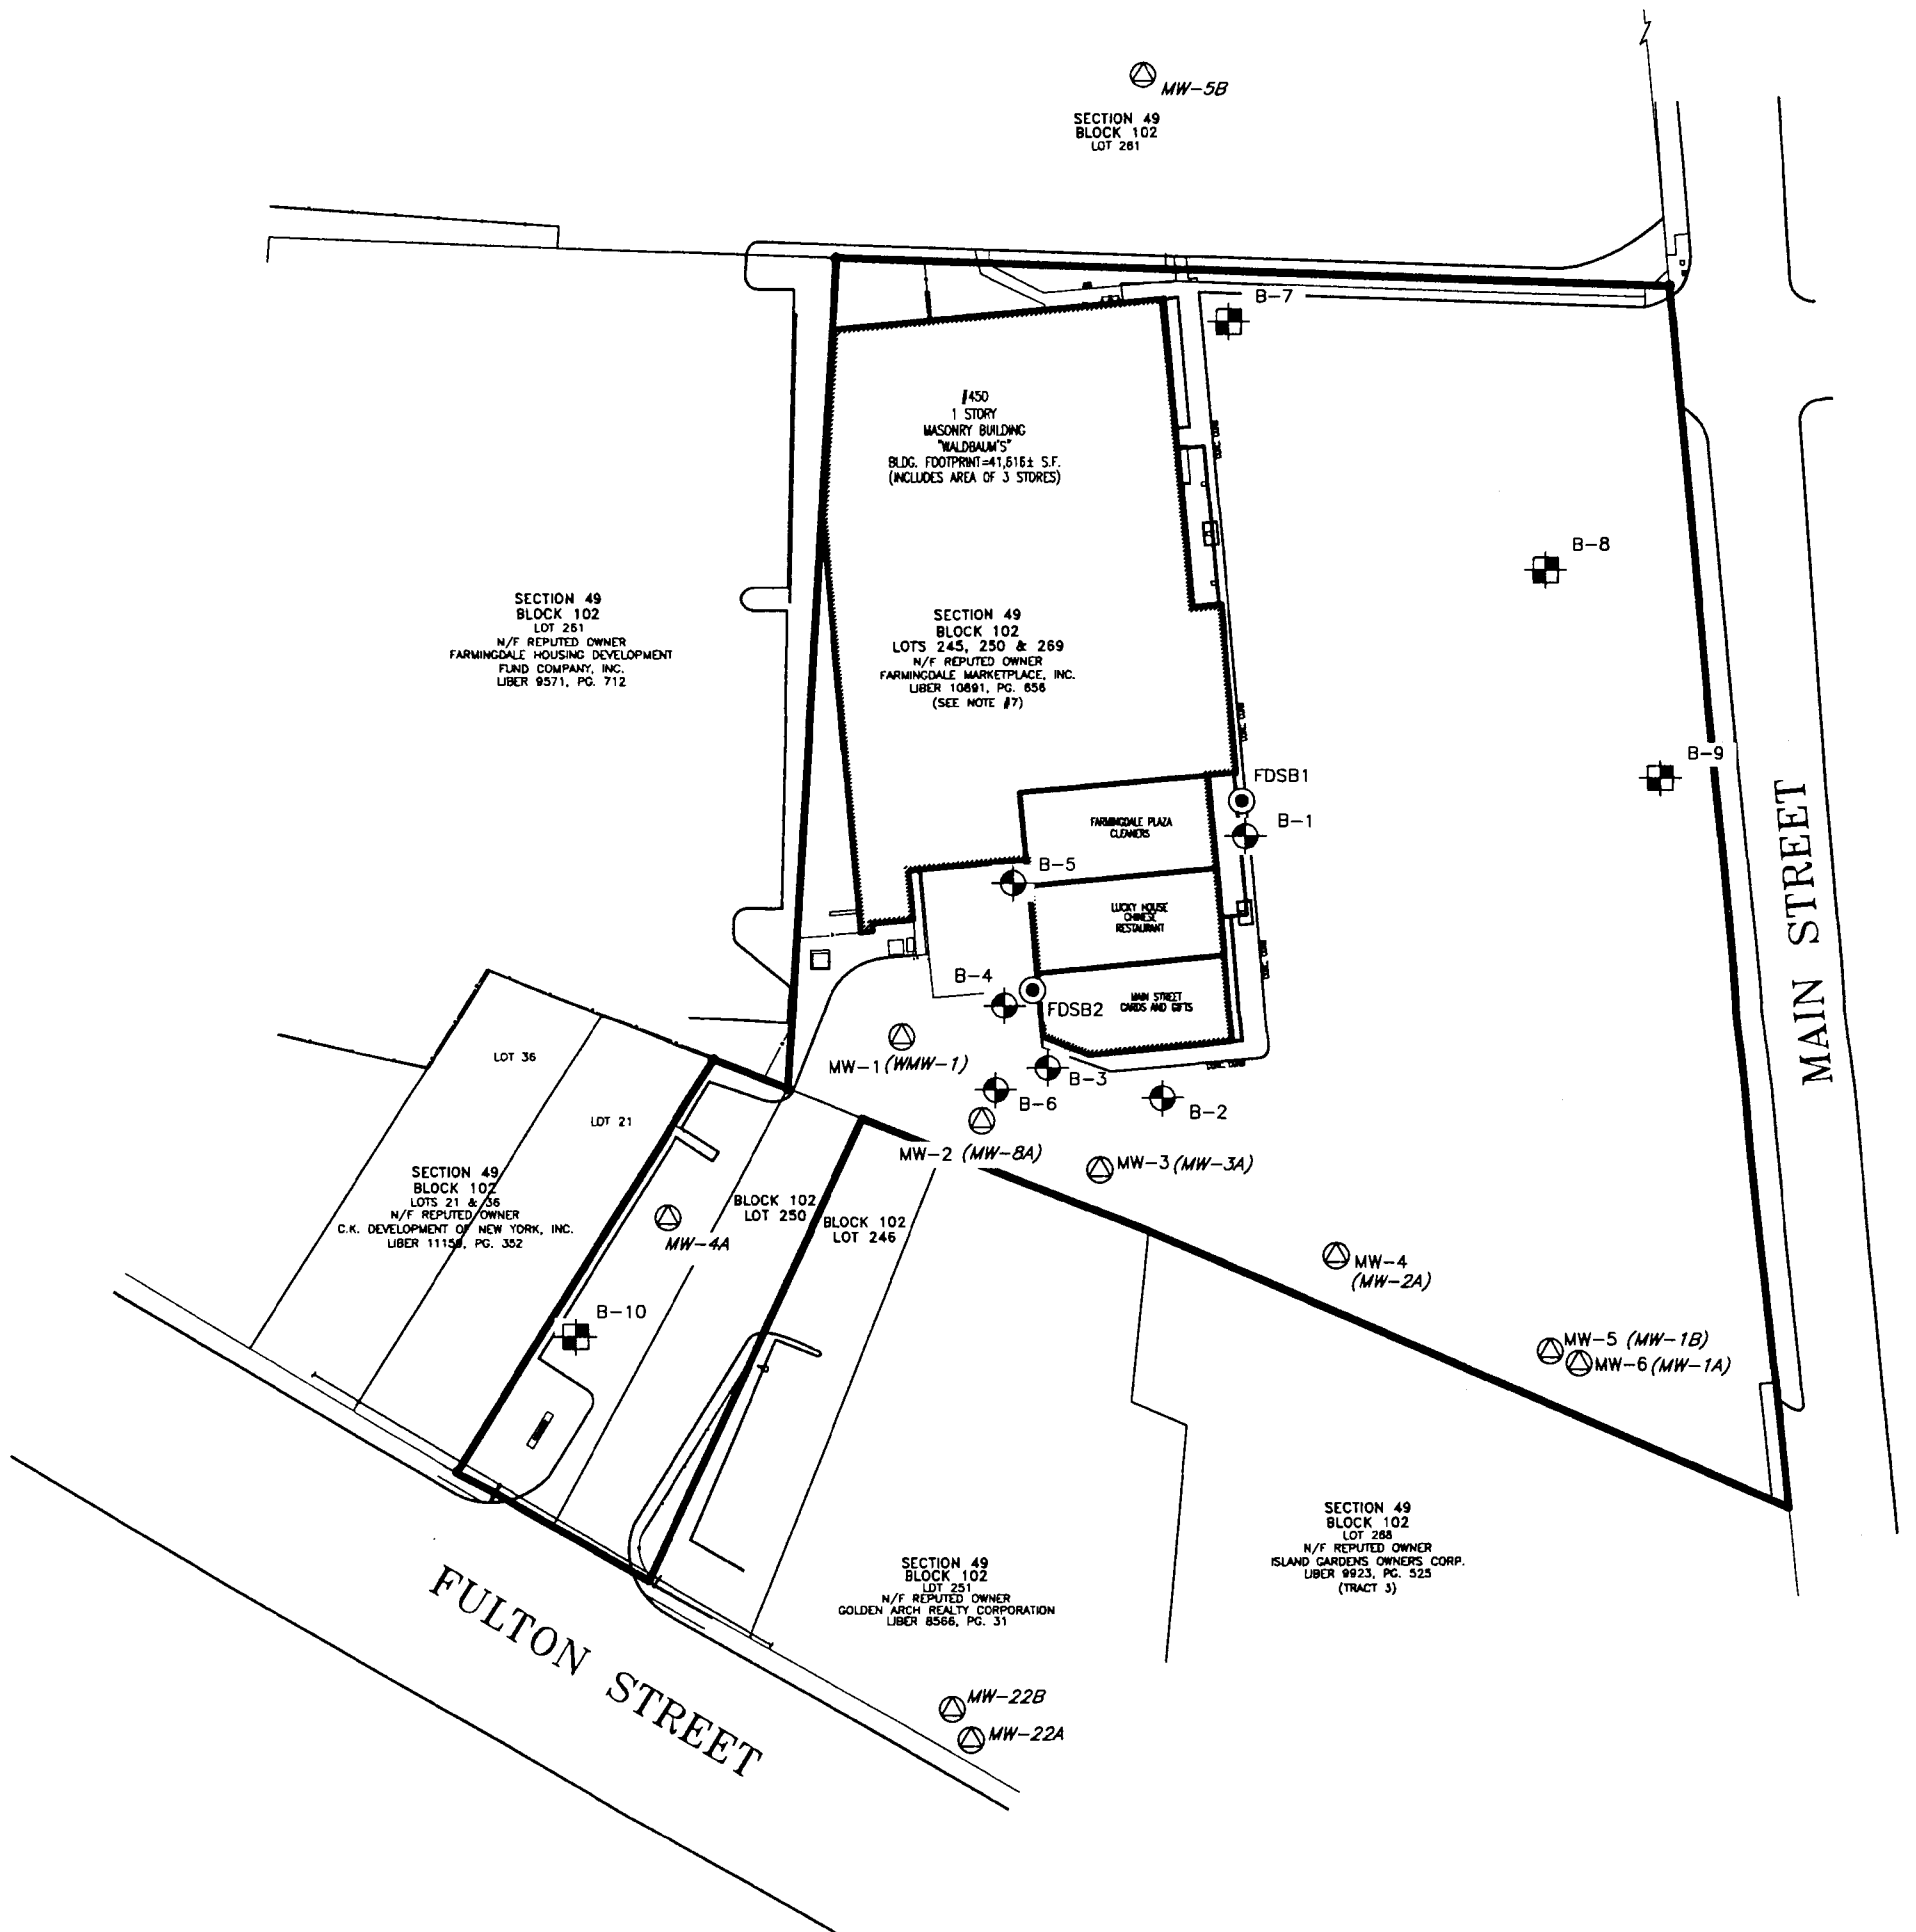 MW-5B
SECTION 49
BLOCK 102
LOT 261
B-7
#450
1 STORY
MASONRY BUILDING
"WALDBAUM'S"
BLDG. FOOTPRINT=41,616± S.F.
(INCLUDES AREA OF 3 STORES)
B-8
SECTION 49
BLOCK 102
LOT 261
N/F REPUTED OWNER
FARMINGDALE HOUSING DEVELOPMENT
FUND COMPANY, INC.
LIBER 9571, PG. 712
SECTION 49
BLOCK 102
LOTS 245, 250 & 269
N/F REPUTED OWNER
FARMINGDALE MARKETPLACE, INC.
LIBER 10691, PG. 656
(SEE NOTE #7)
B-9
FDSB1
MAIN STREET
FARMINGDALE PLAZA
CLEANERS
B-1
B-5
LUCKY HOUSE
CHINESE
RESTAURANT
B-4
FDSB2
MAIN STREET
CARDS AND GIFTS
LOT 36
MW-1 (WMW-1)
B-3
B-6
B-2
LOT 21
MW-2 (MW-8A)
MW-3 (MW-3A)
SECTION 49
BLOCK 102
LOTS 21 & 36
N/F REPUTED OWNER
C.K. DEVELOPMENT OF NEW YORK, INC.
LIBER 11159, PG. 352
BLOCK 102
LOT 250
BLOCK 102
LOT 246
MW-4A
MW-4
(MW-2A)
B-10
MW-5 (MW-1B)
MW-6 (MW-1A)
SECTION 49
BLOCK 102
LOT 268
N/F REPUTED OWNER
ISLAND GARDENS OWNERS CORP.
LIBER 9923, PG. 525
(TRACT 3)
SECTION 49
BLOCK 102
LOT 251
N/F REPUTED OWNER
GOLDEN ARCH REALTY CORPORATION
LIBER 8566, PG. 31
FULTON STREET
MW-22B
MW-22A